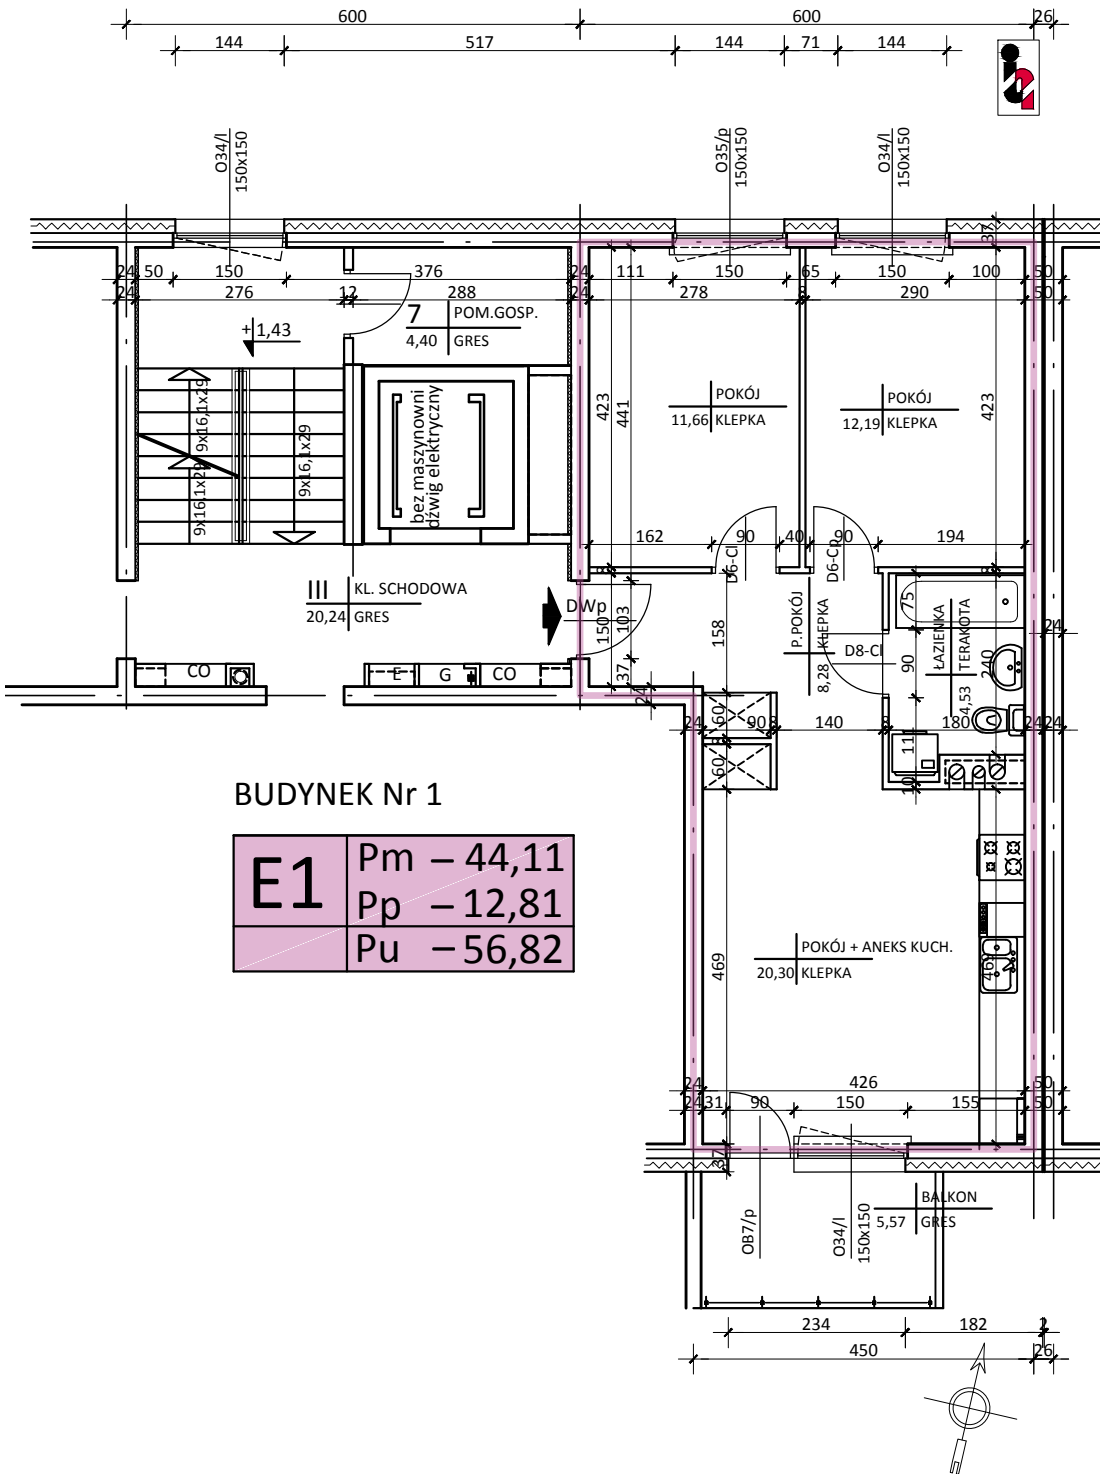 600
600
26
144
517
144
71
144
O34/l
150x150
O35/p
150x150
O34/l
150x150
37
24
50
150
376
24
111
150
65
150
100
50
24
276
12
288
24
278
8
290
50
+1,43
7
POM.GOSP.
4,40
GRES
9x16,1x29
9x16,1x29
9x16,1x29
bez maszynowni
dźwig elektryczny
423
441
POKÓJ
11,66
KLEPKA
POKÓJ
12,19
KLEPKA
423
162
90
40
90
194
D6-Cl
D6-Cp
III
KL. SCHODOWA
20,24
GRES
DWp
150
103
37
158
P.POKÓJ
8,28
KLEPKA
D8-Cl
75
90
ŁAZIENKA
4,53
TERAKOTA
240
24
CO
E
G
CO
24
24
60
90
8
140
8
180
24
24
8
60
11
10
BUDYNEK Nr 1
E1
Pm – 44,11
Pp – 12,81
Pu – 56,82
469
POKÓJ + ANEKS KUCH.
20,30
KLEPKA
469
24
426
50
24
31
90
150
155
50
37
OB7/p
O34/l
150x150
BALKON
5,57
GRES
234
182
2
450
26